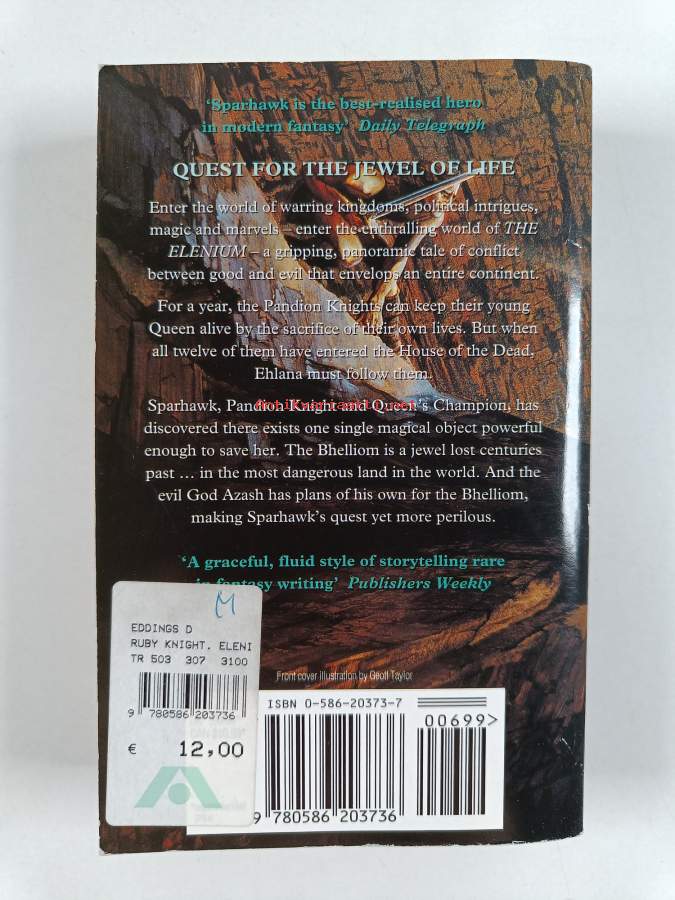 ‘Sparhawk is the best-realised hero
in modern fantasy’ Daily Telegraph
QUEST FOR THE JEWEL OF LIFE
Enter the world of warring kingdoms, political intrigues,
magic and marvels – enter the enthralling world of THE
ELENIUM – a gripping, panoramic tale of conflict
between good and evil that envelops an entire continent.
For a year, the Pandion Knights can keep their young
Queen alive by the sacrifice of their own lives. But when
all twelve of them have entered the House of the Dead,
Ehlana must follow them.
Sparhawk, Pandion Knight and Queen’s Champion, has
discovered there exists one single magical object powerful
enough to save her. The Bhelliom is a jewel lost centuries
past ... in the most dangerous land in the world. And the
evil God Azash has plans of his own for the Bhelliom,
making Sparhawk’s quest yet more perilous.
‘A graceful, fluid style of storytelling rare
in fantasy writing’ Publishers Weekly
M
EDDINGS D
RUBY KNIGHT. ELENI
TR 503 307 3100
9 780586 203736
€ 12,00
Front cover illustration by Geoff Taylor
ISBN 0-586-20373-7
00699>
9 780586 203736